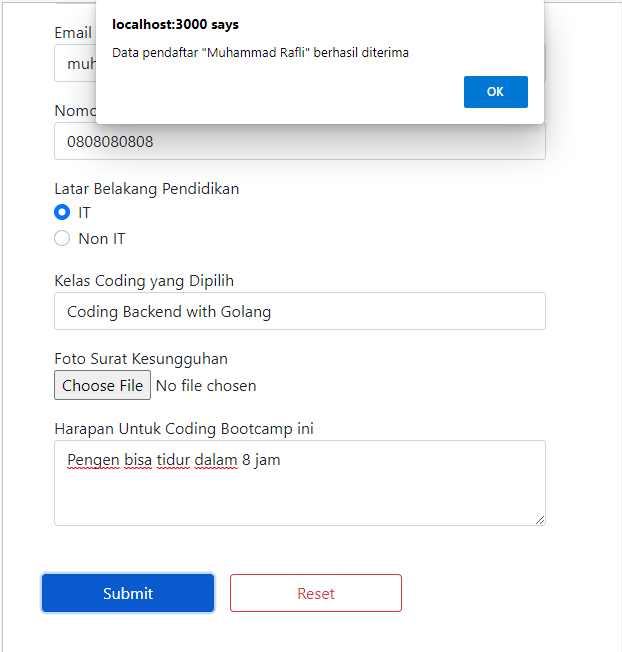 localhost:3000 says
Data pendaftar "Muhammad Rafli" berhasil diterima
OK
Email
muh
Nomo
0808080808
Latar Belakang Pendidikan
IT
Non IT
Kelas Coding yang Dipilih
Coding Backend with Golang
Foto Surat Kesungguhan
Choose File No file chosen
Harapan Untuk Coding Bootcamp ini
Pengen bisa tidur dalam 8 jam
Submit Reset